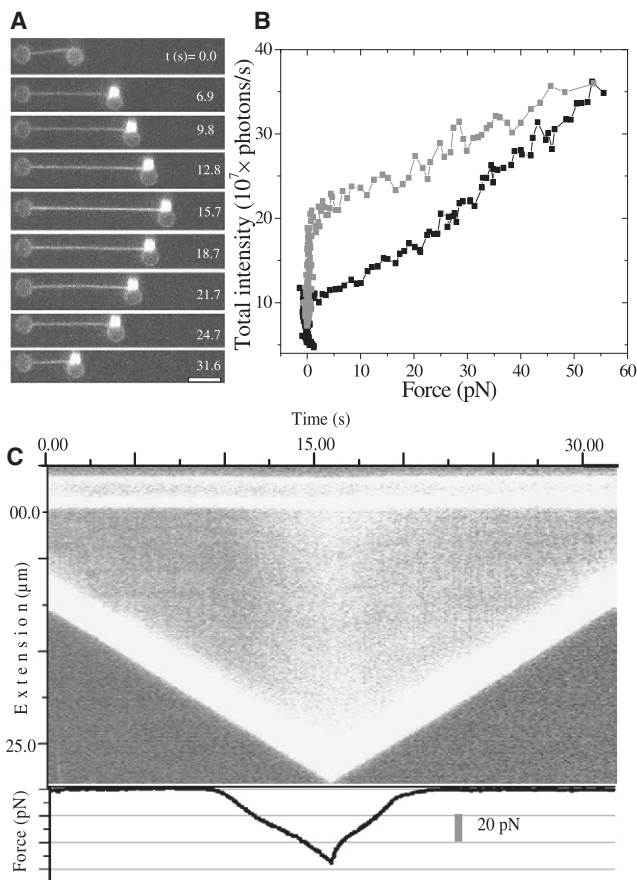 A
t (s)= 0.0
6.9
9.8
12.8
15.7
18.7
21.7
24.7
31.6
B
Total intensity (10⁷× photons/s)
40
30
20
10
0 10 20 30 40 50 60
Force (pN)
C
Time (s)
0.00 15.00 30.00
Extension (µm)
00.0
25.0
Force (pN)
20 pN